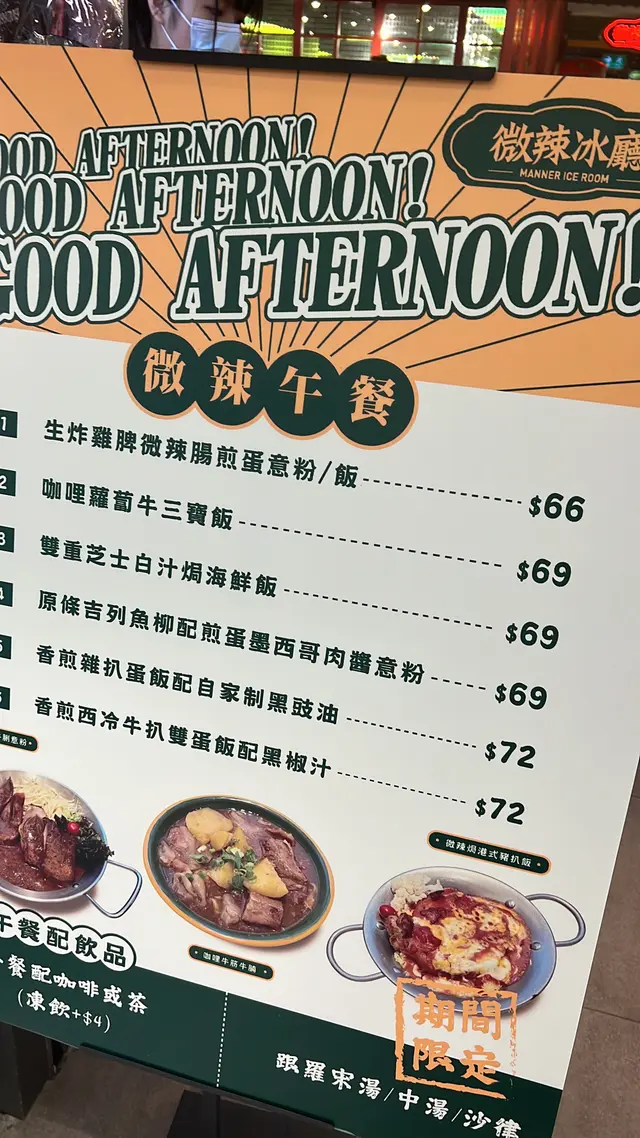 OOD AFTERNOON!
OOD AFTERNOON!
GOOD AFTERNOON!
微辣冰廳
MANNER ICE ROOM
微辣午餐
1 生炸雞脾微辣腸煎蛋意粉/飯 $66
2 咖哩蘿蔔牛三寶飯 $69
3 雙重芝士白汁焗海鮮飯 $69
4 原條吉列魚柳配煎蛋墨西哥肉醬意粉 $69
5 香煎雜扒蛋飯配自家制黑豉油 $72
香煎西冷牛扒雙蛋飯配黑椒汁 $72
微辣焗港式豬扒飯
咖哩牛筋牛腩
午餐配飲品
餐配咖啡或茶
(凍飲+$4)
期間
限定
跟羅宋湯/中湯/沙律